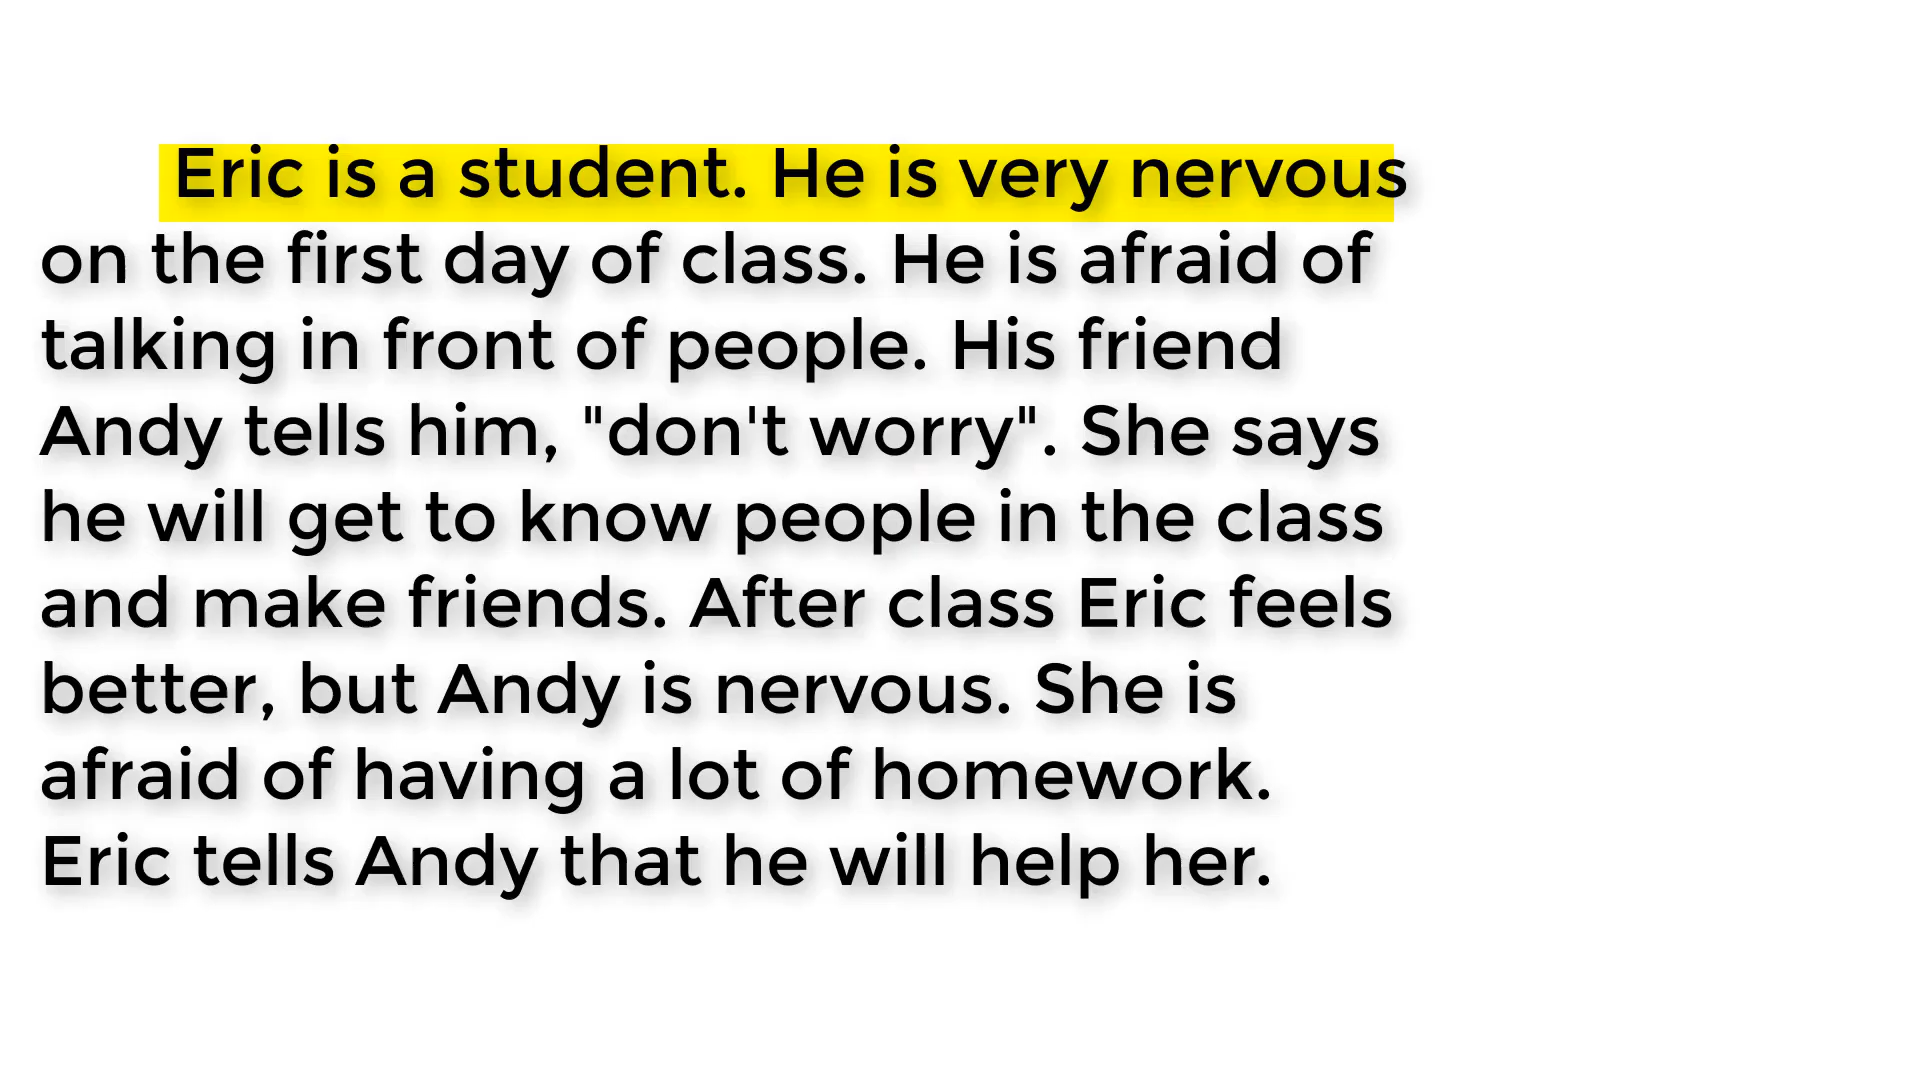 Eric is a student. He is very nervous
on the first day of class. He is afraid of
talking in front of people. His friend
Andy tells him, "don't worry". She says
he will get to know people in the class
and make friends. After class Eric feels
better, but Andy is nervous. She is
afraid of having a lot of homework.
Eric tells Andy that he will help her.